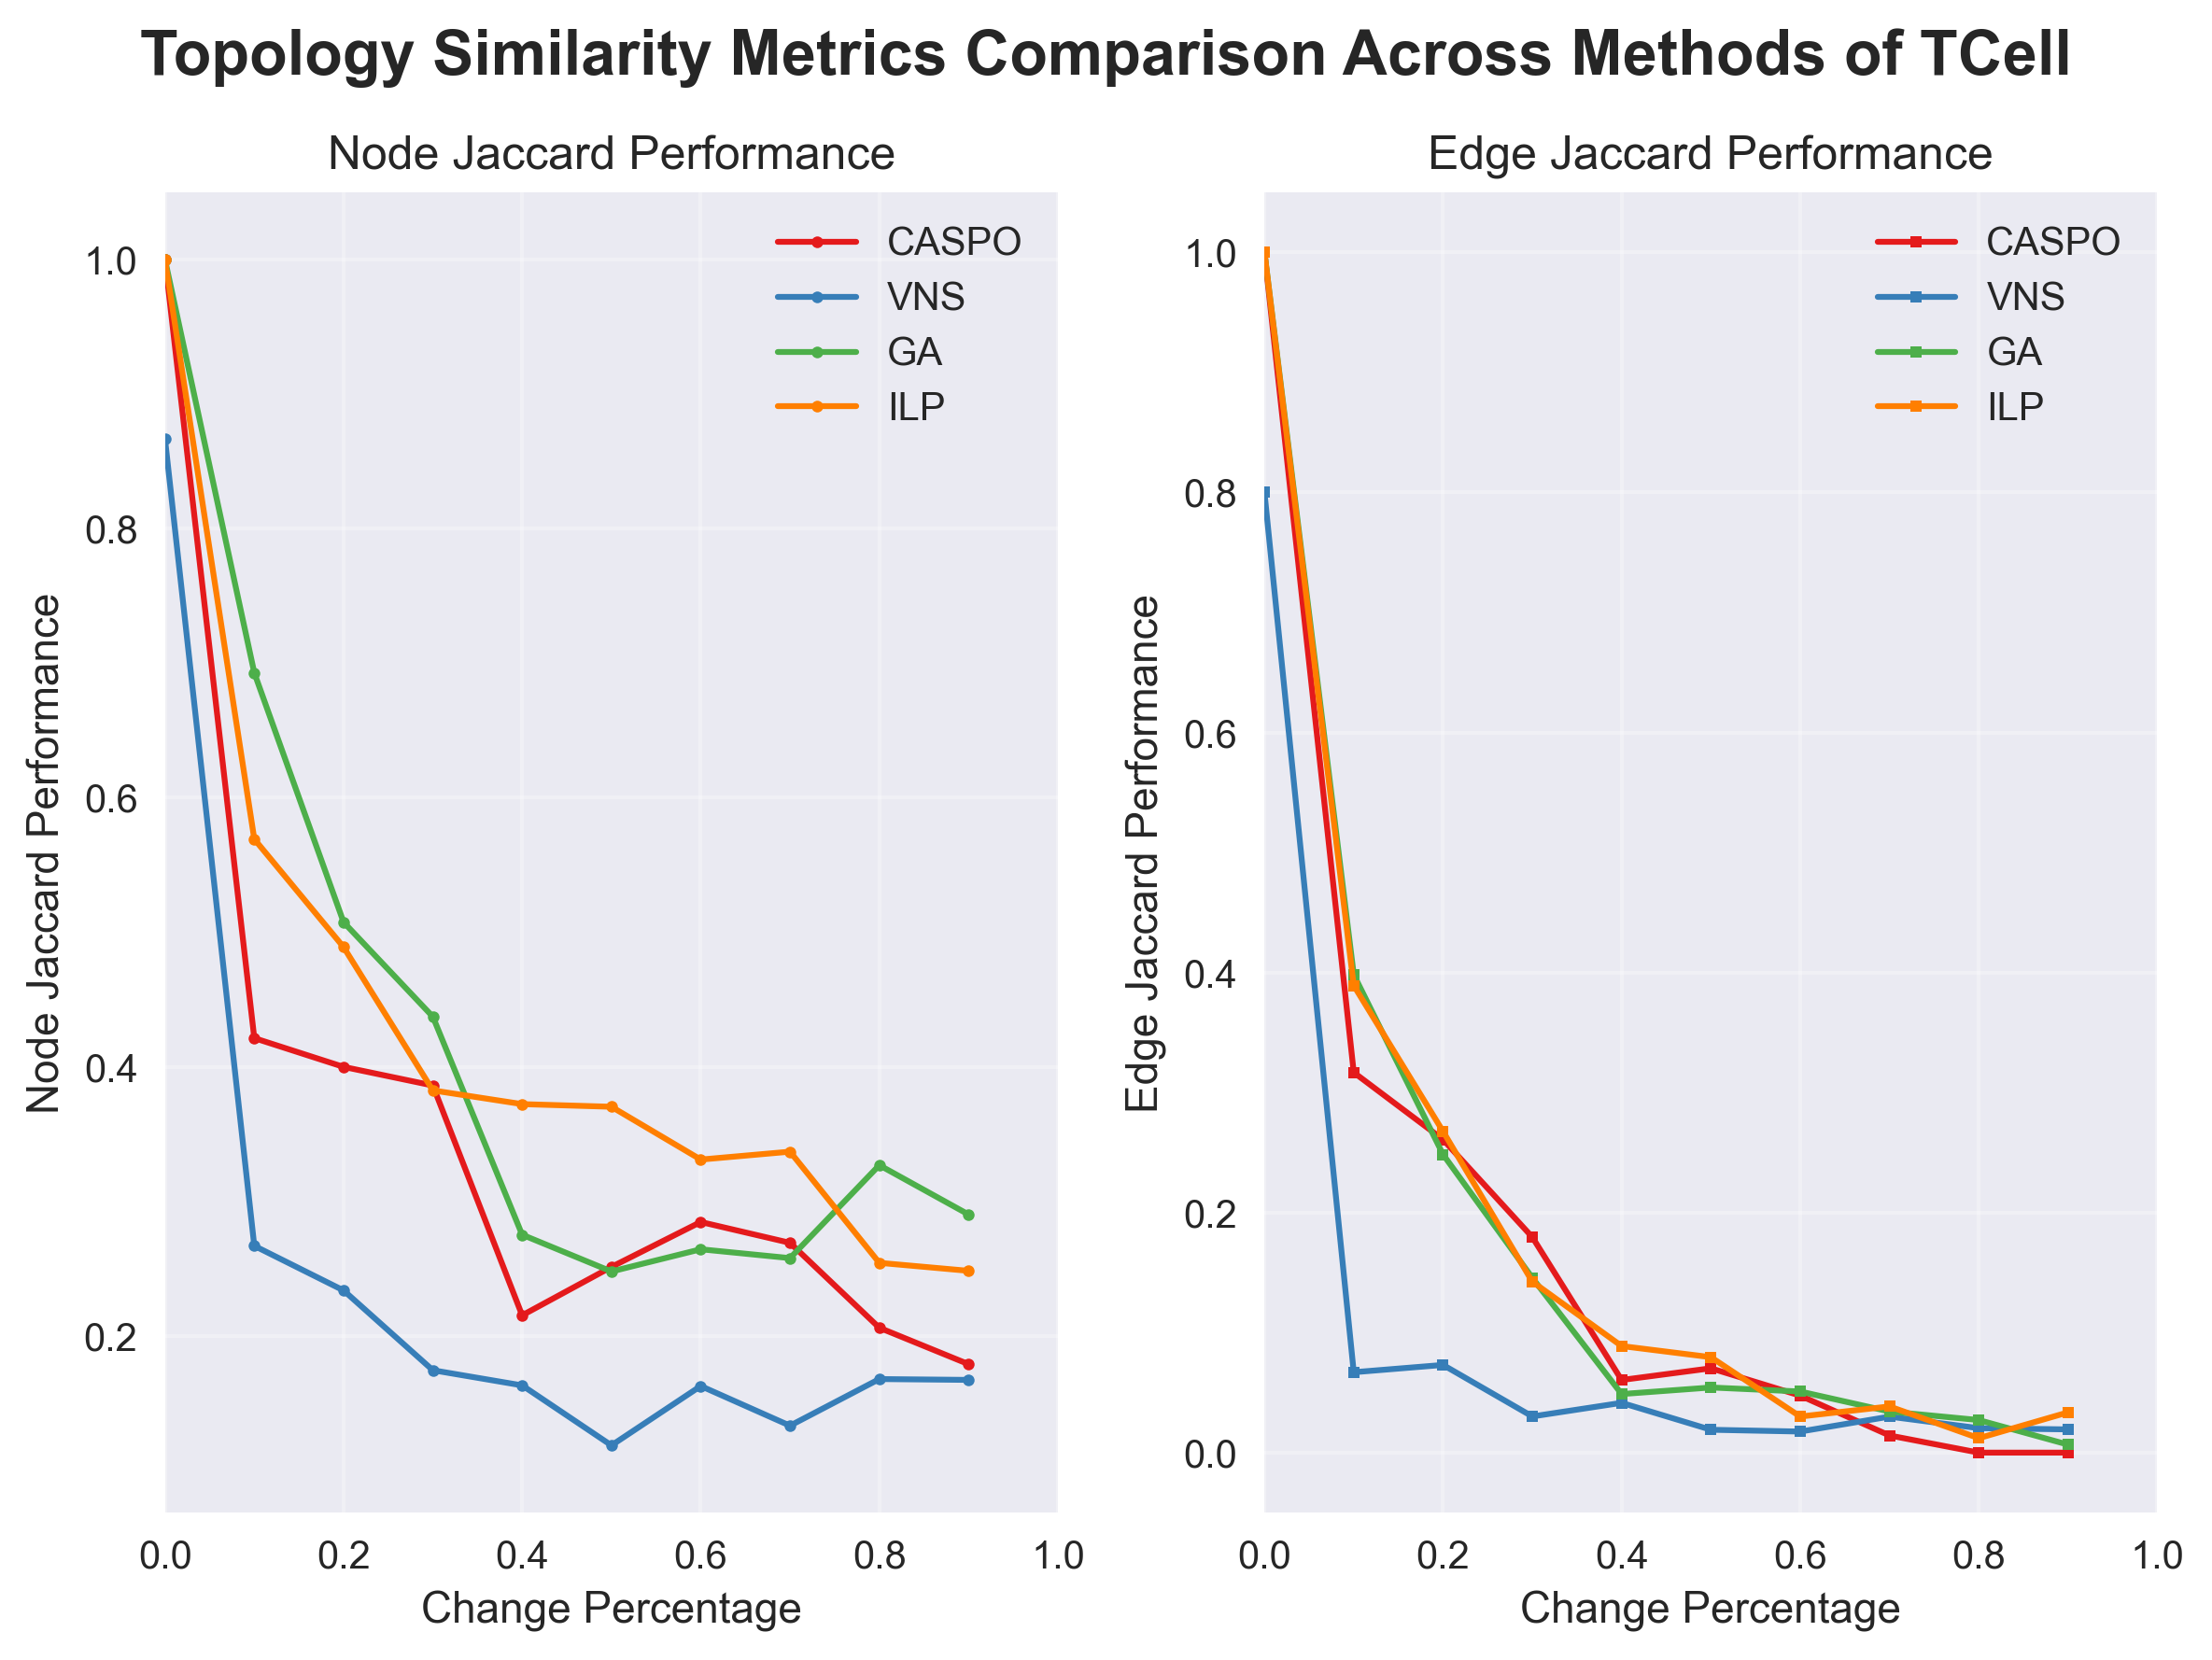 Topology Similarity Metrics Comparison Across Methods of TCell
Node Jaccard Performance
Node Jaccard Performance
1.0
0.8
0.6
0.4
0.2
CASPO
VNS
GA
ILP
0.0 0.2 0.4 0.6 0.8 1.0
Change Percentage
Edge Jaccard Performance
Edge Jaccard Performance
1.0
0.8
0.6
0.4
0.2
0.0
CASPO
VNS
GA
ILP
0.0 0.2 0.4 0.6 0.8 1.0
Change Percentage